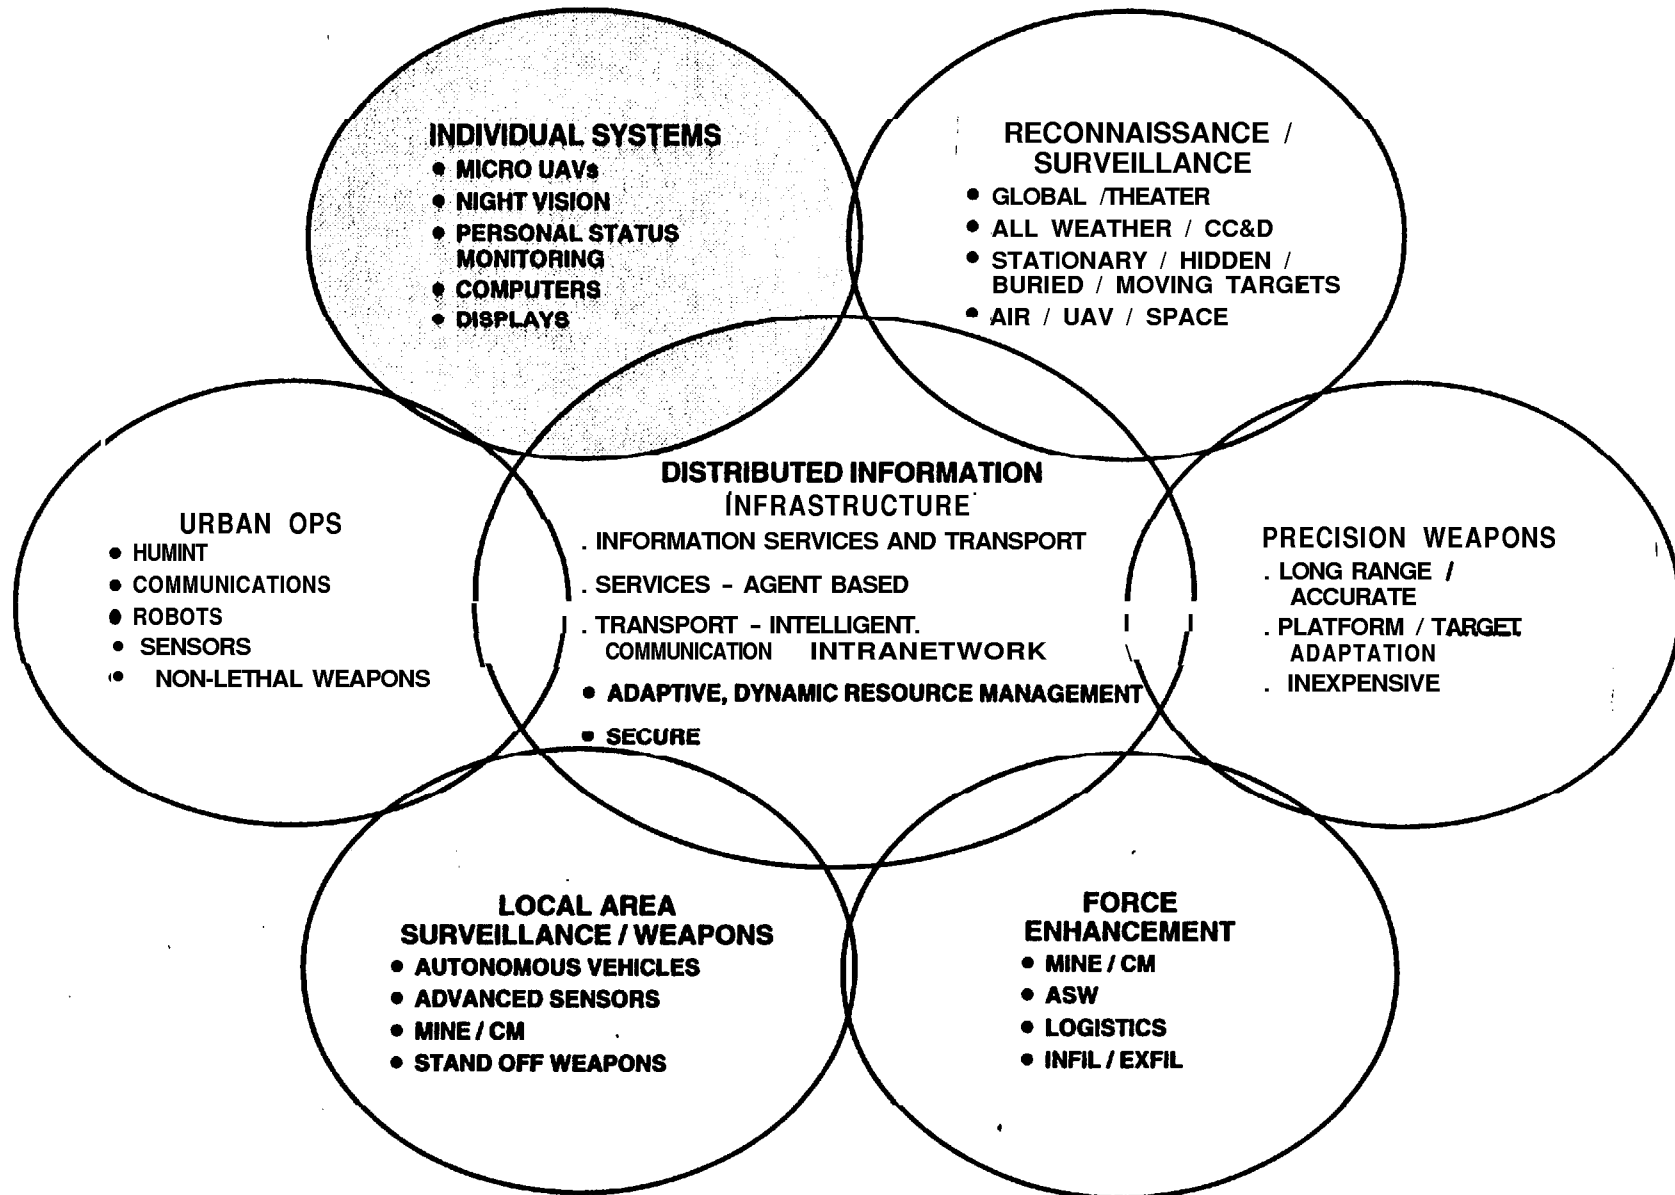 INDIVIDUAL SYSTEMS
• MICRO UAVs
• NIGHT VISION
• PERSONAL STATUS
MONITORING
• COMPUTERS
• DISPLAYS
RECONNAISSANCE /
SURVEILLANCE
• GLOBAL /THEATER
• ALL WEATHER / CC&D
• STATIONARY / HIDDEN /
BURIED / MOVING TARGETS
• AIR / UAV / SPACE
URBAN OPS
• HUMINT
• COMMUNICATIONS
• ROBOTS
• SENSORS
• NON-LETHAL WEAPONS
DISTRIBUTED INFORMATION
INFRASTRUCTURE
. INFORMATION SERVICES AND TRANSPORT
. SERVICES - AGENT BASED
. TRANSPORT - INTELLIGENT.
COMMUNICATION INTRANETWORK
• ADAPTIVE, DYNAMIC RESOURCE MANAGEMENT
• SECURE
PRECISION WEAPONS
. LONG RANGE /
ACCURATE
. PLATFORM / TARGET
ADAPTATION
. INEXPENSIVE
LOCAL AREA
SURVEILLANCE / WEAPONS
• AUTONOMOUS VEHICLES
• ADVANCED SENSORS
• MINE / CM
• STAND OFF WEAPONS
FORCE
ENHANCEMENT
• MINE / CM
• ASW
• LOGISTICS
• INFIL / EXFIL